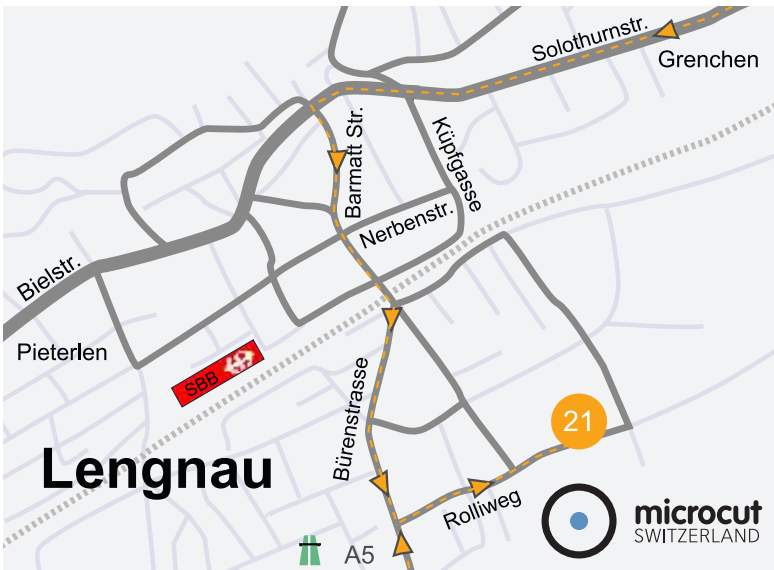 Solothurnstr.
Grenchen
Barmatt Str.
Küpfgasse
Nerbenstr.
Bielstr.
Pieterlen
SBB
Bürenstrasse
21
Lengnau
Rolliweg
microcut
SWITZERLAND
A5